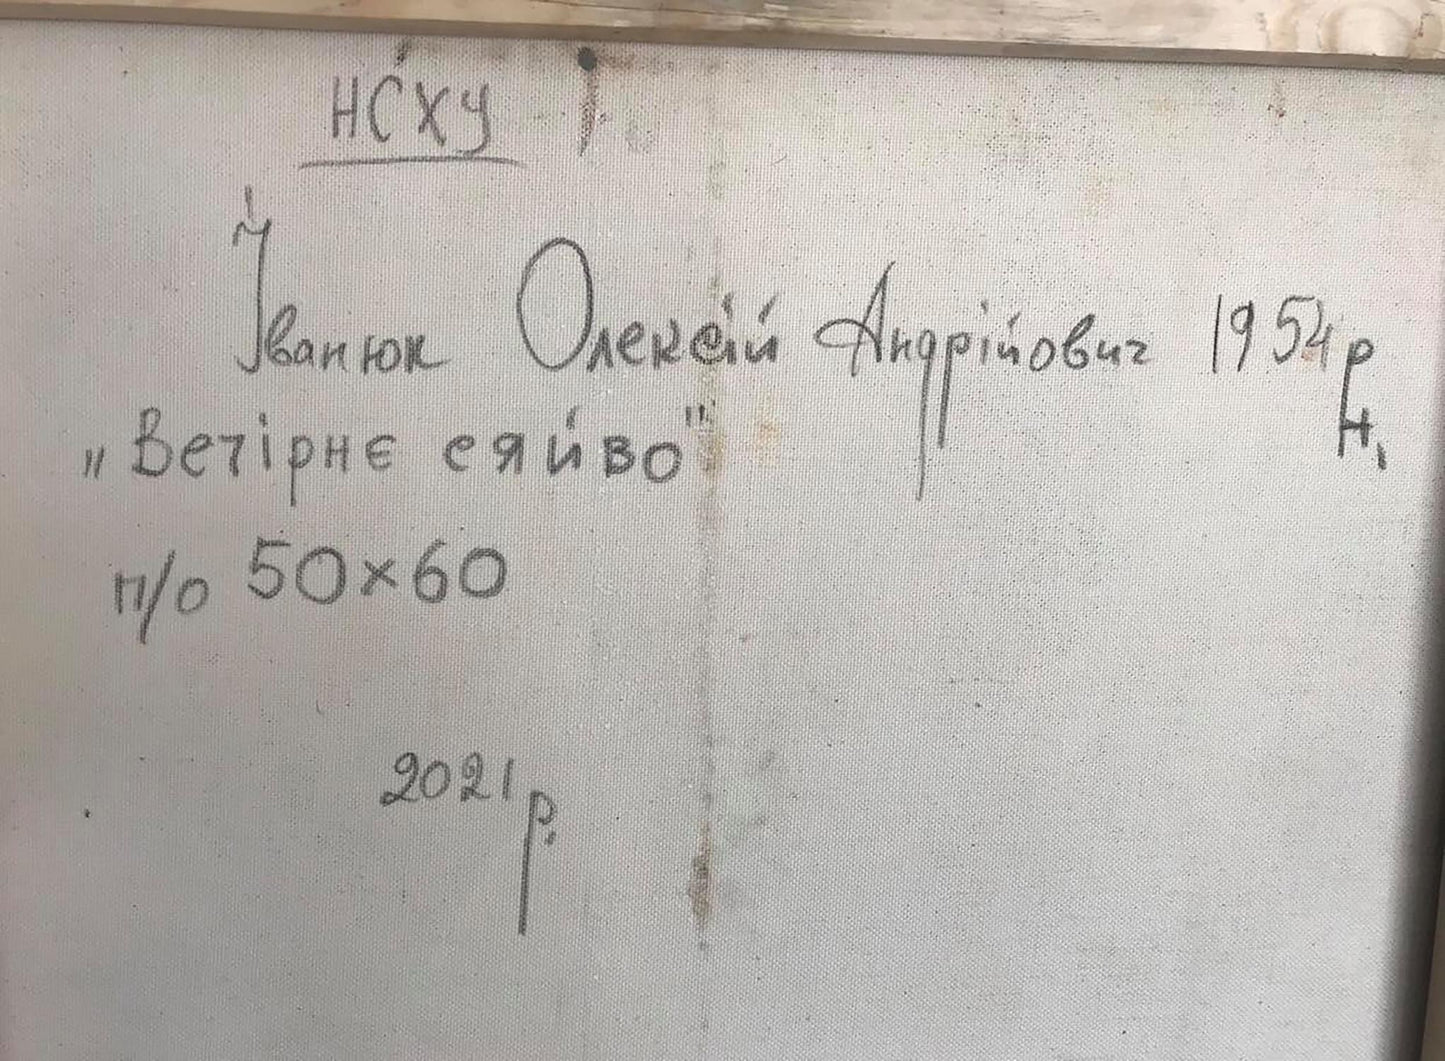 НСХУ
Іванюк Олексій Андрійович 1954 р
н.
„Вечірнє сяйво"
п/о 50×60
2021 р.